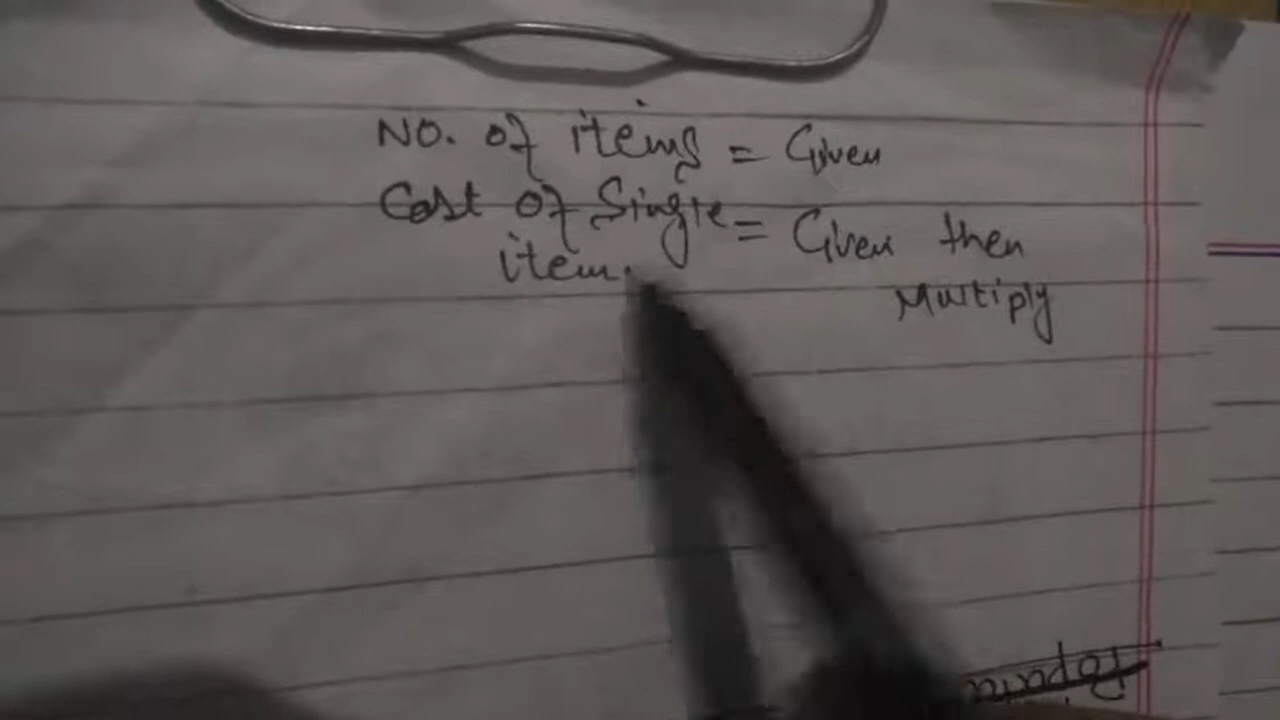 NO. of items = Given
Cost of Single = Given then
item Multiply